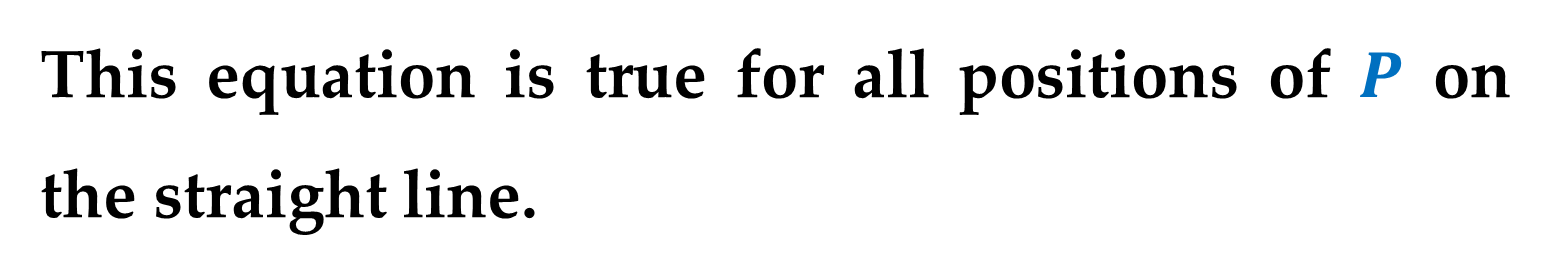 This equation is true for all positions of P on
the straight line.